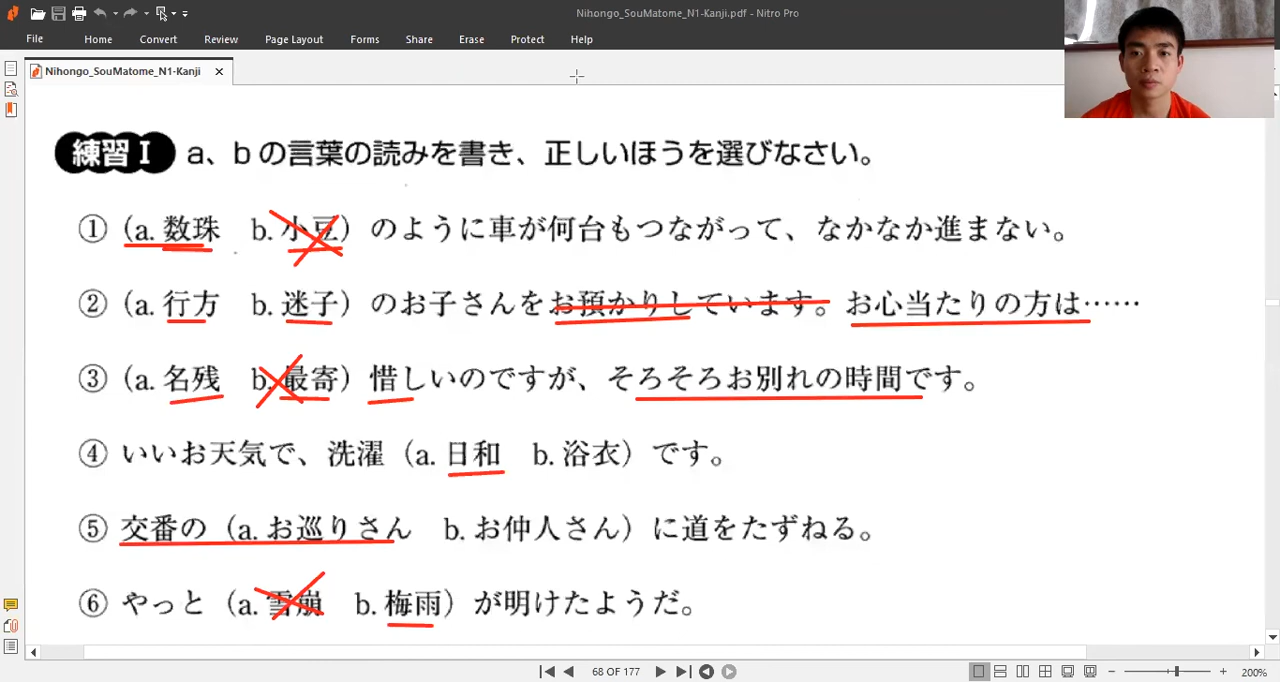 Nihongo_SouMatome_N1-Kanji.pdf - Nitro Pro
File Home Convert Review Page Layout Forms Share Erase Protect Help
Nihongo_SouMatome_N1-Kanji
練習I a、bの言葉の読みを書き、正しいほうを選びなさい。
① (a. 数珠 b. 小豆) のように車が何台もつながって、なかなか進まない。
② (a. 行方 b. 迷子) のお子さんをお預かりしています。お心当たりの方は……
③ (a. 名残 b. 最寄) 惜しいのですが、そろそろお別れの時間です。
④ いいお天気で、洗濯 (a. 日和 b. 浴衣) です。
⑤ 交番の (a. お巡りさん b. お仲人さん) に道をたずねる。
⑥ やっと (a. 雪崩 b. 梅雨) が明けたようだ。
68 OF 177
200%